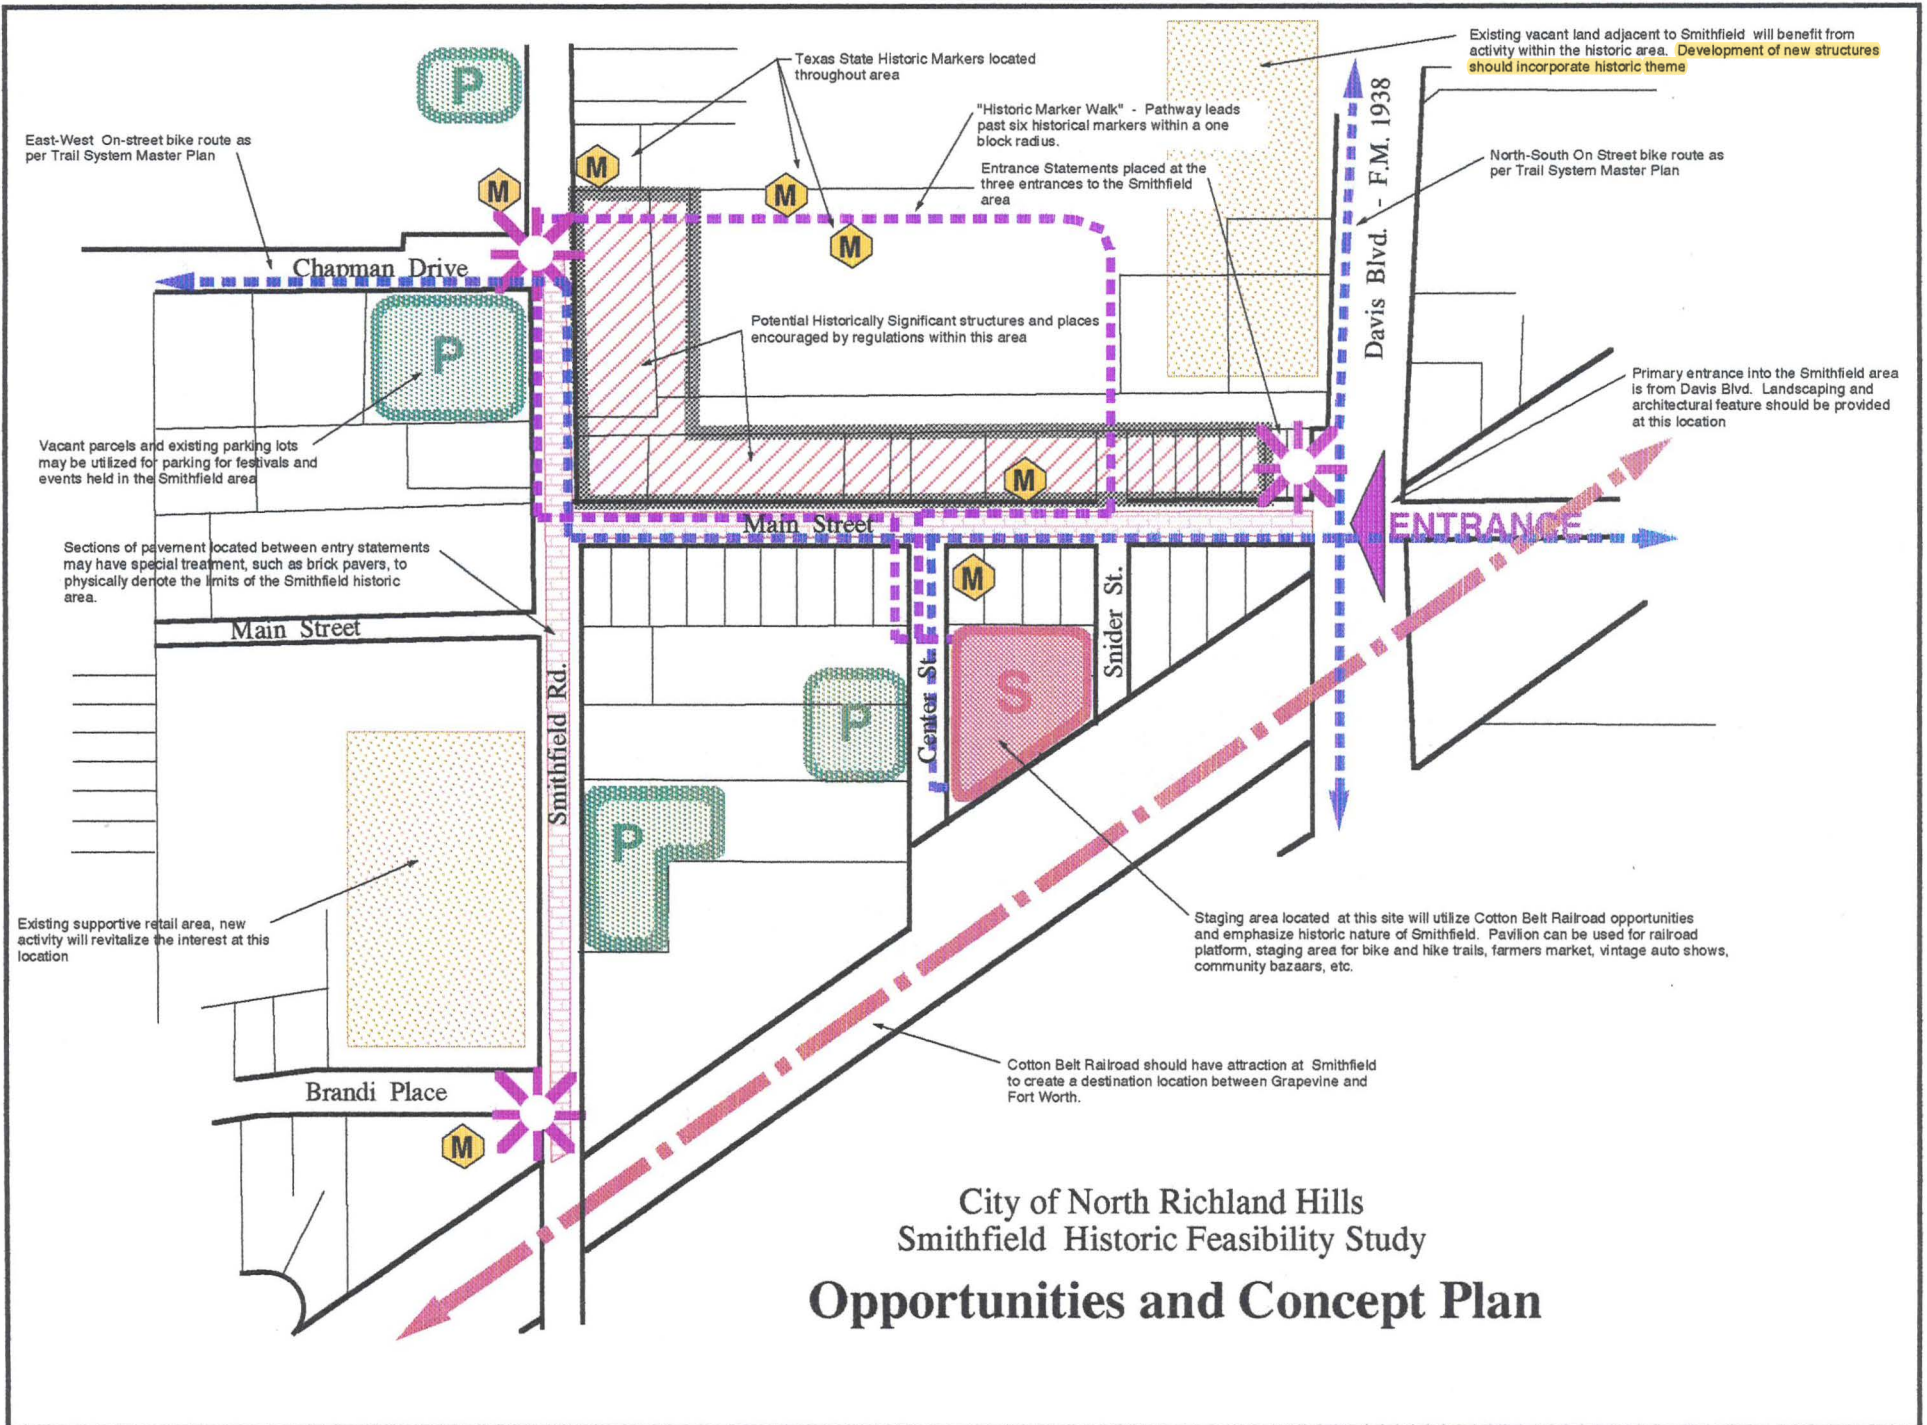 Existing vacant land adjacent to Smithfield will benefit from
activity within the historic area. Development of new structures
should incorporate historic theme
Texas State Historic Markers located
throughout area
P
"Historic Marker Walk" - Pathway leads
past six historical markers within a one
block radius.
East-West On-street bike route as
per Trail System Master Plan
North-South On Street bike route as
per Trail System Master Plan
Entrance Statements placed at the
three entrances to the Smithfield
area
M
M
M
M
Davis Blvd. - F.M. 1938
Chapman Drive
Potential Historically Significant structures and places
encouraged by regulations within this area
P
Primary entrance into the Smithfield area
is from Davis Blvd. Landscaping and
architectural feature should be provided
at this location
Vacant parcels and existing parking lots
may be utilized for parking for festivals and
events held in the Smithfield area
M
Main Street
ENTRANCE
Sections of pavement located between entry statements
may have special treatment, such as brick pavers, to
physically denote the limits of the Smithfield historic
area.
M
Main Street
Snider St.
Center St.
Smithfield Rd.
S
P
P
Existing supportive retail area, new
activity will revitalize the interest at this
location
Staging area located at this site will utilize Cotton Belt Railroad opportunities
and emphasize historic nature of Smithfield. Pavilion can be used for railroad
platform, staging area for bike and hike trails, farmers market, vintage auto shows,
community bazaars, etc.
Cotton Belt Railroad should have attraction at Smithfield
to create a destination location between Grapevine and
Fort Worth.
Brandi Place
M
City of North Richland Hills
Smithfield Historic Feasibility Study
Opportunities and Concept Plan